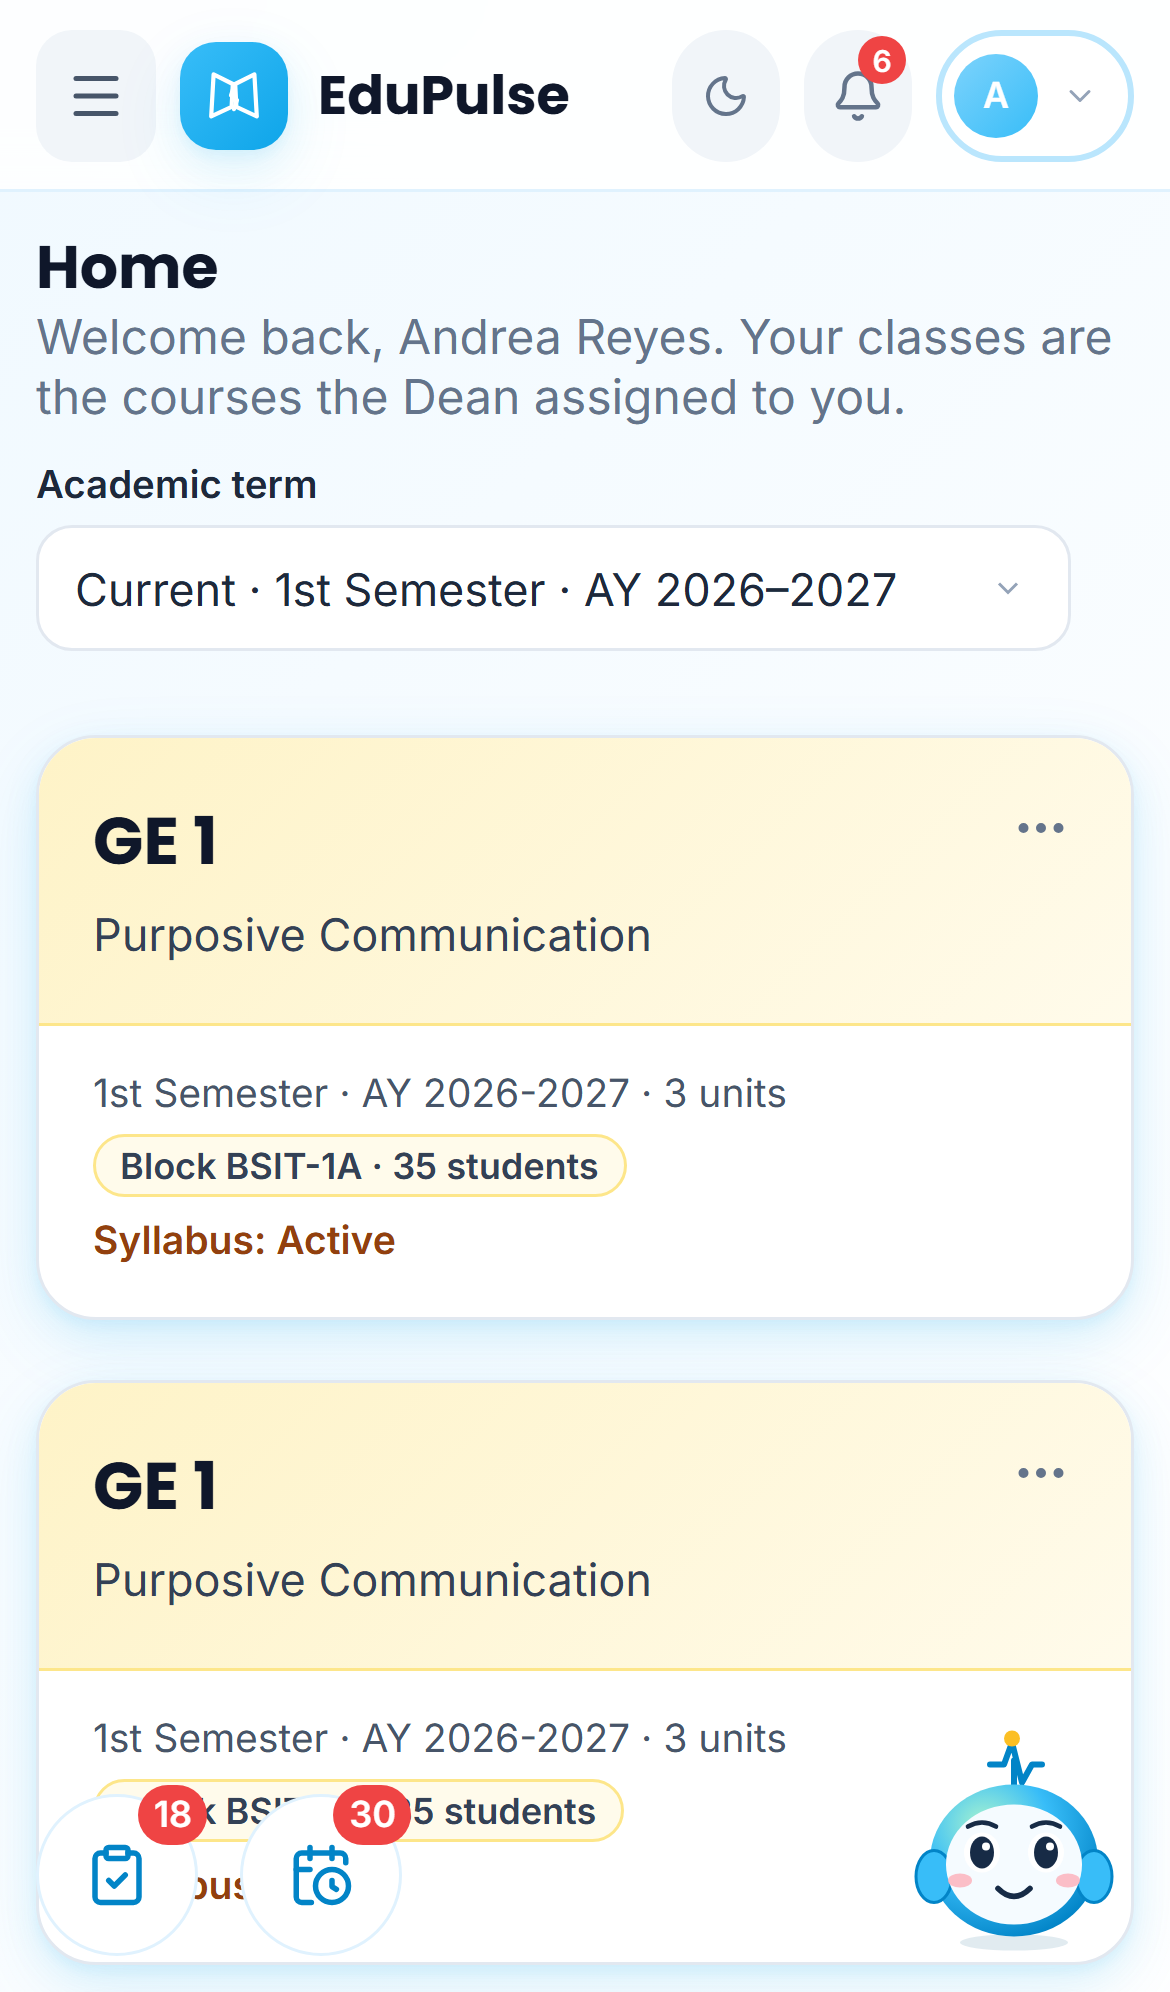 EduPulse
6
A
Home
Welcome back, Andrea Reyes. Your classes are
the courses the Dean assigned to you.
Academic term
Current · 1st Semester · AY 2026–2027
GE 1
Purposive Communication
1st Semester · AY 2026-2027 · 3 units
Block BSIT-1A · 35 students
Syllabus: Active
GE 1
Purposive Communication
1st Semester · AY 2026-2027 · 3 units
students
18
30